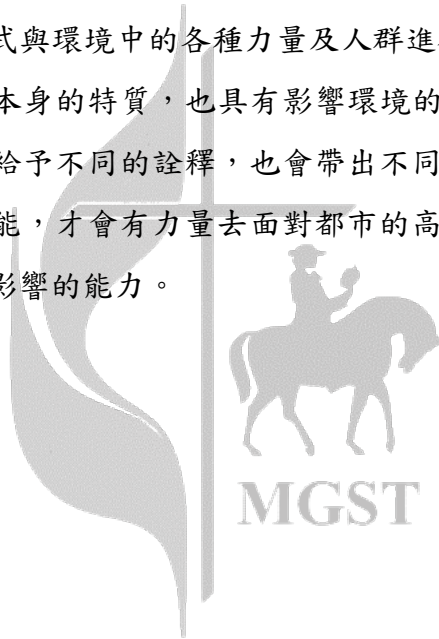 式與環境中的各種力量及人群進
本身的特質，也具有影響環境的
給予不同的詮釋，也會帶出不同
能，才會有力量去面對都市的高
影響的能力。
MGST